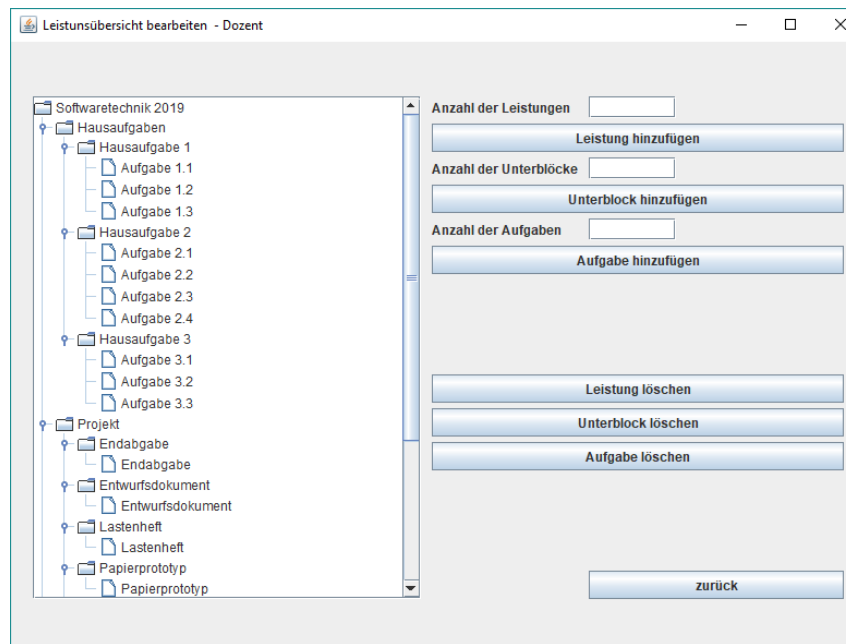 Leistunsübersicht bearbeiten - Dozent
Softwaretechnik 2019
Hausaufgaben
Hausaufgabe 1
Aufgabe 1.1
Aufgabe 1.2
Aufgabe 1.3
Hausaufgabe 2
Aufgabe 2.1
Aufgabe 2.2
Aufgabe 2.3
Aufgabe 2.4
Hausaufgabe 3
Aufgabe 3.1
Aufgabe 3.2
Aufgabe 3.3
Projekt
Endabgabe
Endabgabe
Entwurfsdokument
Entwurfsdokument
Lastenheft
Lastenheft
Papierprototyp
Papierprototyp
Anzahl der Leistungen
Leistung hinzufügen
Anzahl der Unterblöcke
Unterblock hinzufügen
Anzahl der Aufgaben
Aufgabe hinzufügen
Leistung löschen
Unterblock löschen
Aufgabe löschen
zurück